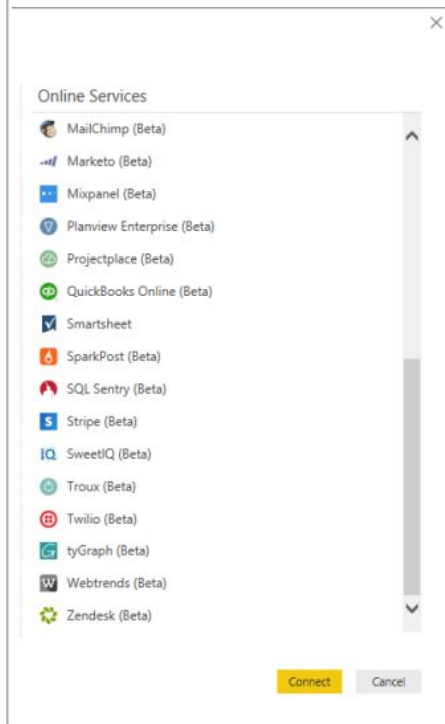 Online Services
MailChimp (Beta)
Marketo (Beta)
Mixpanel (Beta)
Planview Enterprise (Beta)
Projectplace (Beta)
QuickBooks Online (Beta)
Smartsheet
SparkPost (Beta)
SQL Sentry (Beta)
Stripe (Beta)
SweetIQ (Beta)
Troux (Beta)
Twilio (Beta)
tyGraph (Beta)
Webtrends (Beta)
Zendesk (Beta)
Connect Cancel